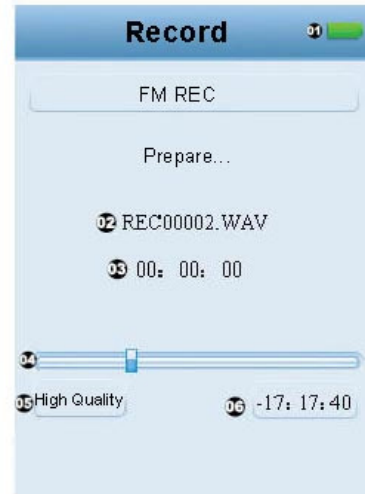 Record 01
FM REC
Prepare...
02 REC00002.WAV
03 00: 00: 00
04
05 High Quality
06 -17: 17: 40